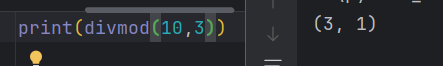 print(divmod(10,3))
(3, 1)